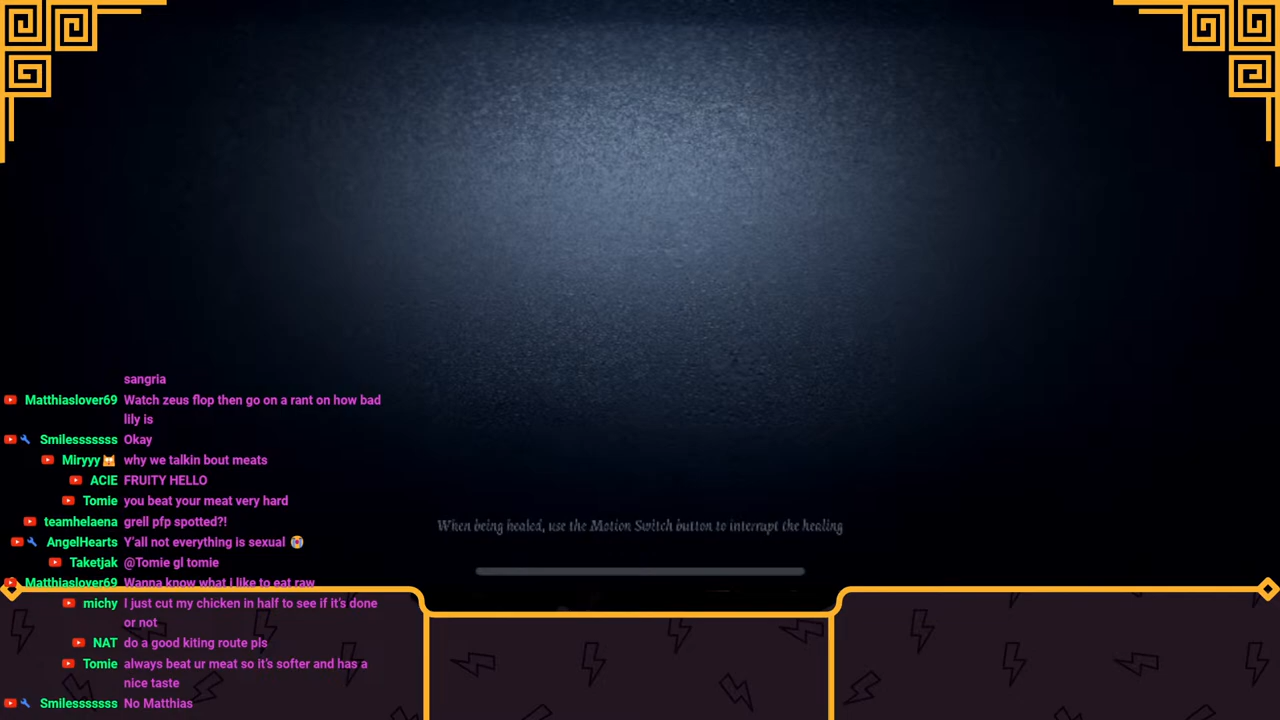 sangria
Matthiaslover69 Watch zeus flop then go on a rant on how bad
lily is
Smilesssssss Okay
Miryyy🐱 why we talkin bout meats
ACIE FRUITY HELLO
Tomie you beat your meat very hard
When being healed, use the Motion Switch button to interrupt the healing
teamhelaena grell pfp spotted?!
AngelHearts Y'all not everything is sexual 😭
Taketjak @Tomie gl tomie
Matthiaslover69 Wanna know what i like to eat raw
michy I just cut my chicken in half to see if it's done
or not
NAT do a good kiting route pls
Tomie always beat ur meat so it's softer and has a
nice taste
Smilesssssss No Matthias